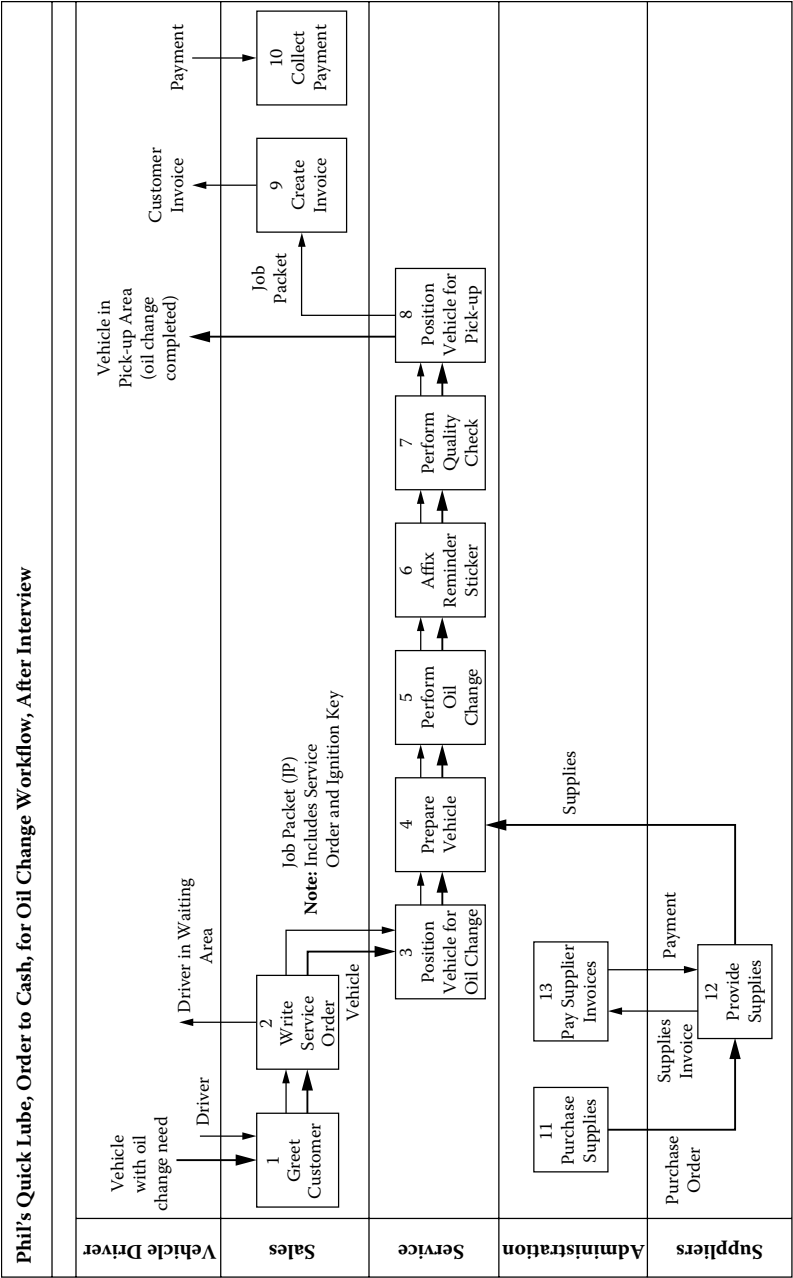 Phil's Quick Lube, Order to Cash, for Oil Change Workflow, After Interview
Vehicle Driver
Vehicle
with oil
change need
Driver
Driver in Waiting
Area
Vehicle in
Pick-up Area
(oil change
completed)
Customer
Invoice
Payment
Sales
1
Greet
Customer
2
Write
Service
Order
Vehicle
Job Packet (JP)
Note: Includes Service
Order and Ignition Key
Job
Packet
9
Create
Invoice
10
Collect
Payment
Service
3
Position
Vehicle for
Oil Change
4
Prepare
Vehicle
5
Perform
Oil
Change
6
Affix
Reminder
Sticker
7
Perform
Quality
Check
8
Position
Vehicle for
Pick-up
Administration
11
Purchase
Supplies
13
Pay Supplier
Invoices
Supplies
Suppliers
Purchase
Order
Supplies
Invoice
Payment
12
Provide
Supplies